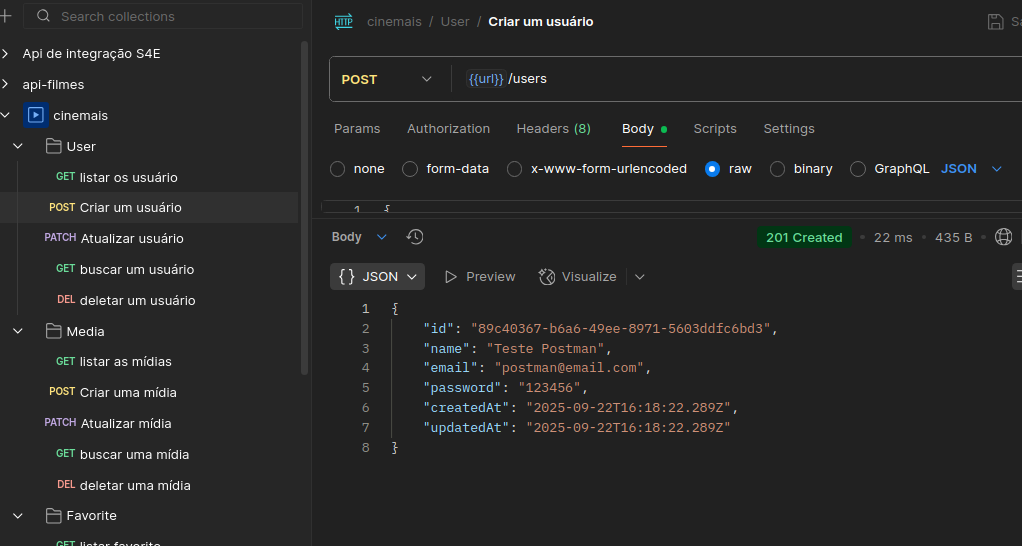 Search collections
Api de integração S4E
api-filmes
cinemais
User
GET listar os usuário
POST Criar um usuário
PATCH Atualizar usuário
GET buscar um usuário
DEL deletar um usuário
Media
GET listar as mídias
POST Criar uma mídia
PATCH Atualizar mídia
GET buscar uma mídia
DEL deletar uma mídia
Favorite
GET listar favorito
HTTP cinemais / User / Criar um usuário
POST {{url}} /users
Params Authorization Headers (8) Body Scripts Settings
none form-data x-www-form-urlencoded raw binary GraphQL JSON
1 {
Body 201 Created 22 ms 435 B
{} JSON Preview Visualize
1 {
2 "id": "89c40367-b6a6-49ee-8971-5603ddfc6bd3",
3 "name": "Teste Postman",
4 "email": "postman@email.com",
5 "password": "123456",
6 "createdAt": "2025-09-22T16:18:22.289Z",
7 "updatedAt": "2025-09-22T16:18:22.289Z"
8 }